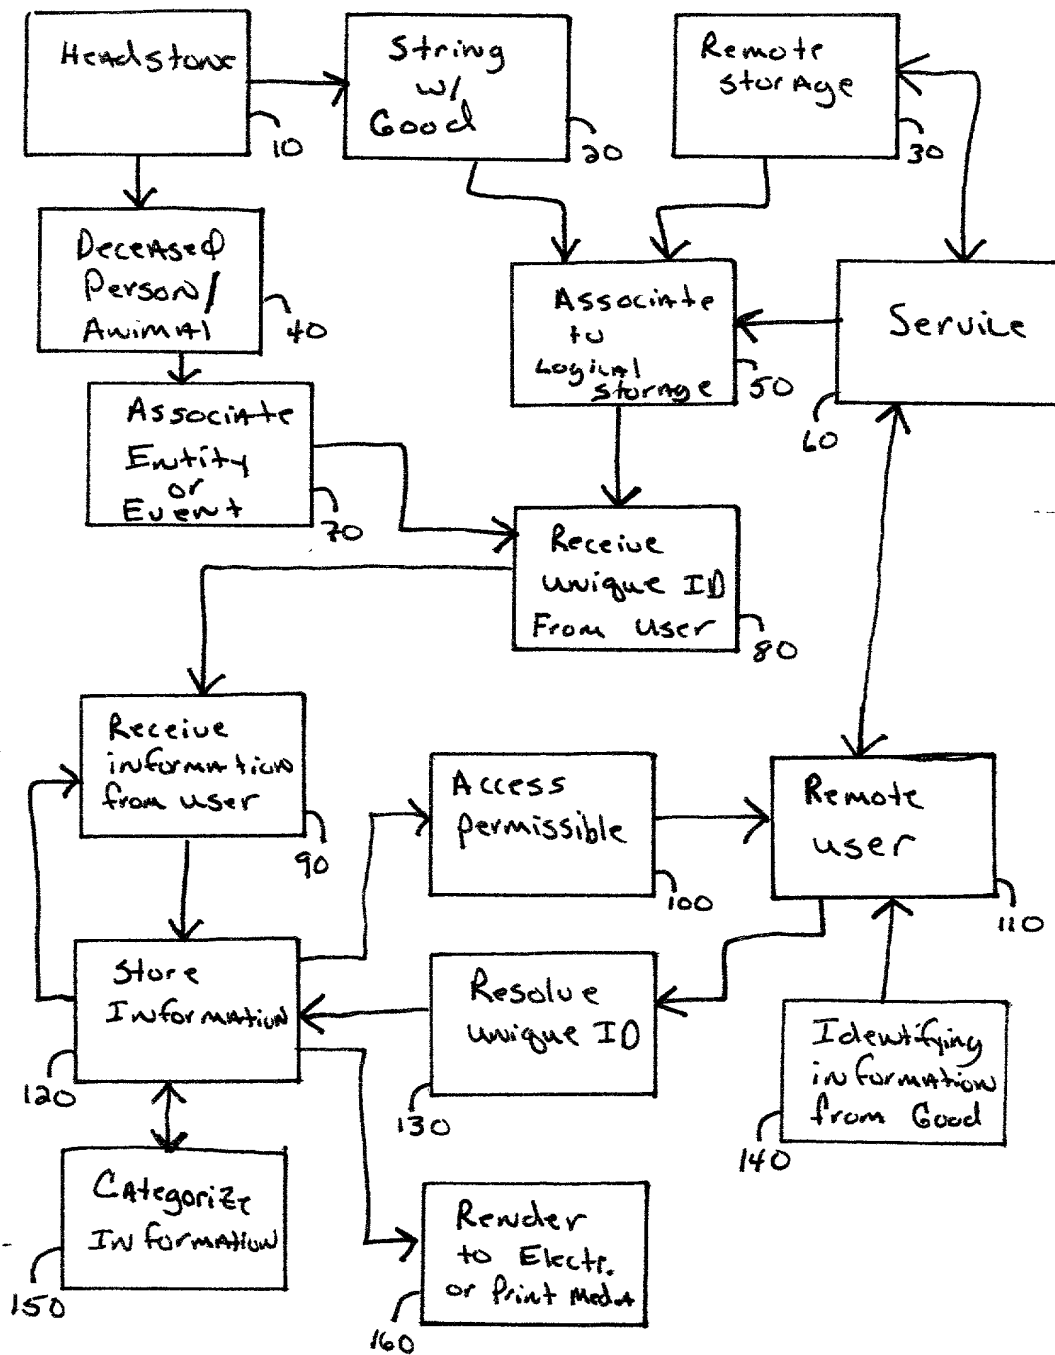 Headstone
10
String
w/
Good
20
Remote
storage
30
Deceased
Person/
Animal
40
Associate
to
Logical
storage
50
Service
60
Associate
Entity
or
Event
70
Receive
unique ID
From user
80
Receive
information
from user
90
Access
permissible
100
Remote
user
110
Store
Information
120
Resolve
unique ID
130
Identifying
information
from Good
140
Categorize
Information
150
Render
to Electr.
or Print Media
160